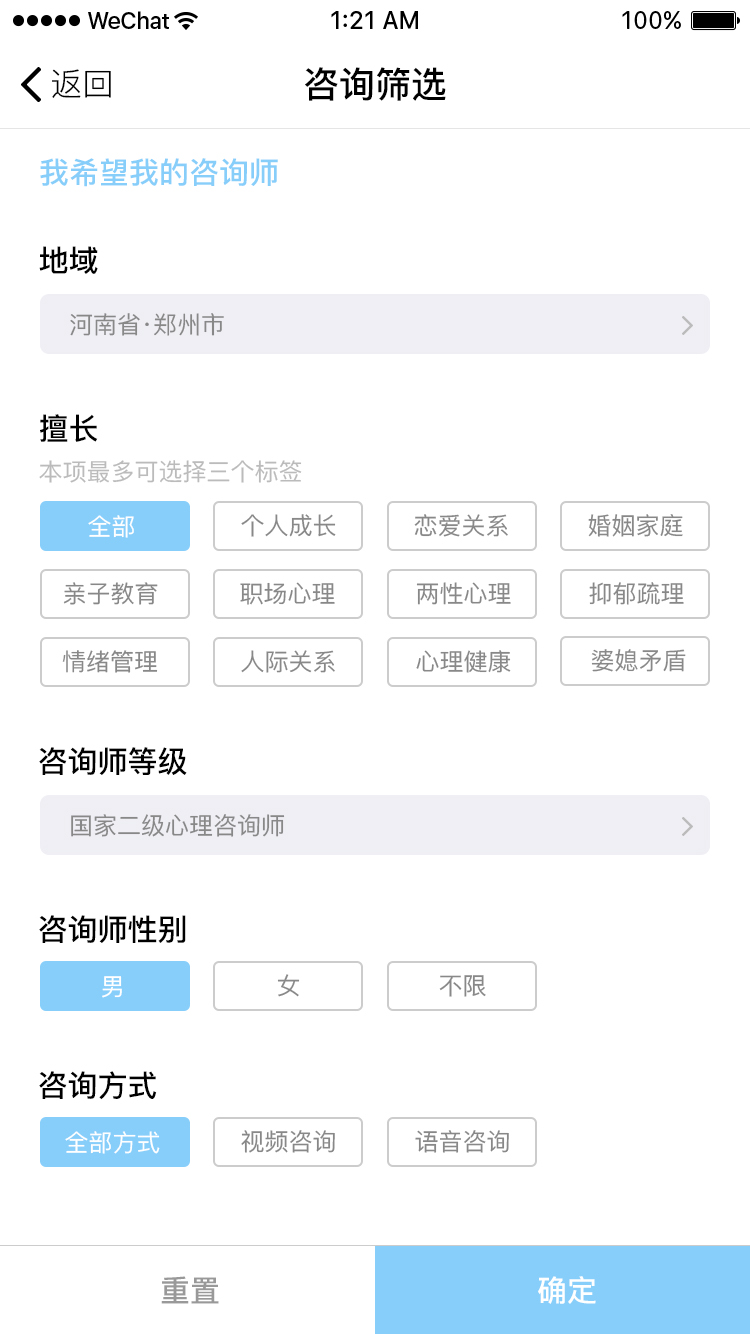 WeChat 1:21 AM 100%
返回 咨询筛选
我希望我的咨询师
地域
河南省·郑州市
擅长
本项最多可选择三个标签
全部 个人成长 恋爱关系 婚姻家庭
亲子教育 职场心理 两性心理 抑郁疏理
情绪管理 人际关系 心理健康 婆媳矛盾
咨询师等级
国家二级心理咨询师
咨询师性别
男 女 不限
咨询方式
全部方式 视频咨询 语音咨询
重置 确定